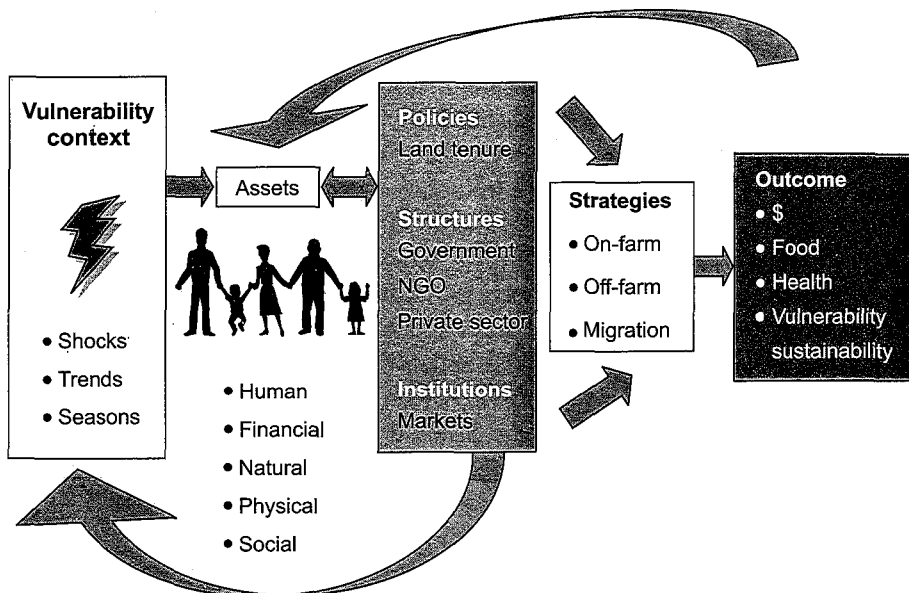 Vulnerability
context
• Shocks
• Trends
• Seasons
Assets
• Human
• Financial
• Natural
• Physical
• Social
Policies
Land tenure
Structures
Government
NGO
Private sector
Institutions
Markets
Strategies
• On-farm
• Off-farm
• Migration
Outcome
• $
• Food
• Health
• Vulnerability
sustainability